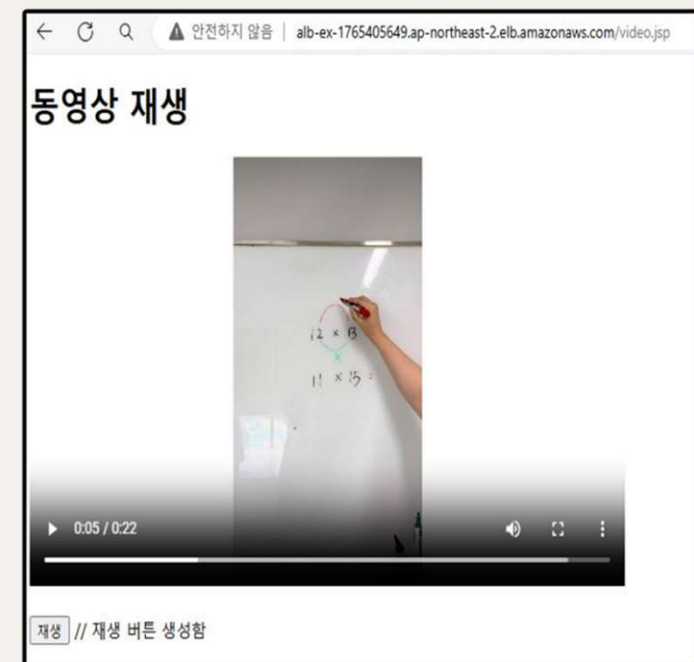 안전하지 않음 | alb-ex-1765405649.ap-northeast-2.elb.amazonaws.com/video.jsp
동영상 재생
12 x 13
x
11 x 15 =
0:05 / 0:22
재생 // 재생 버튼 생성함